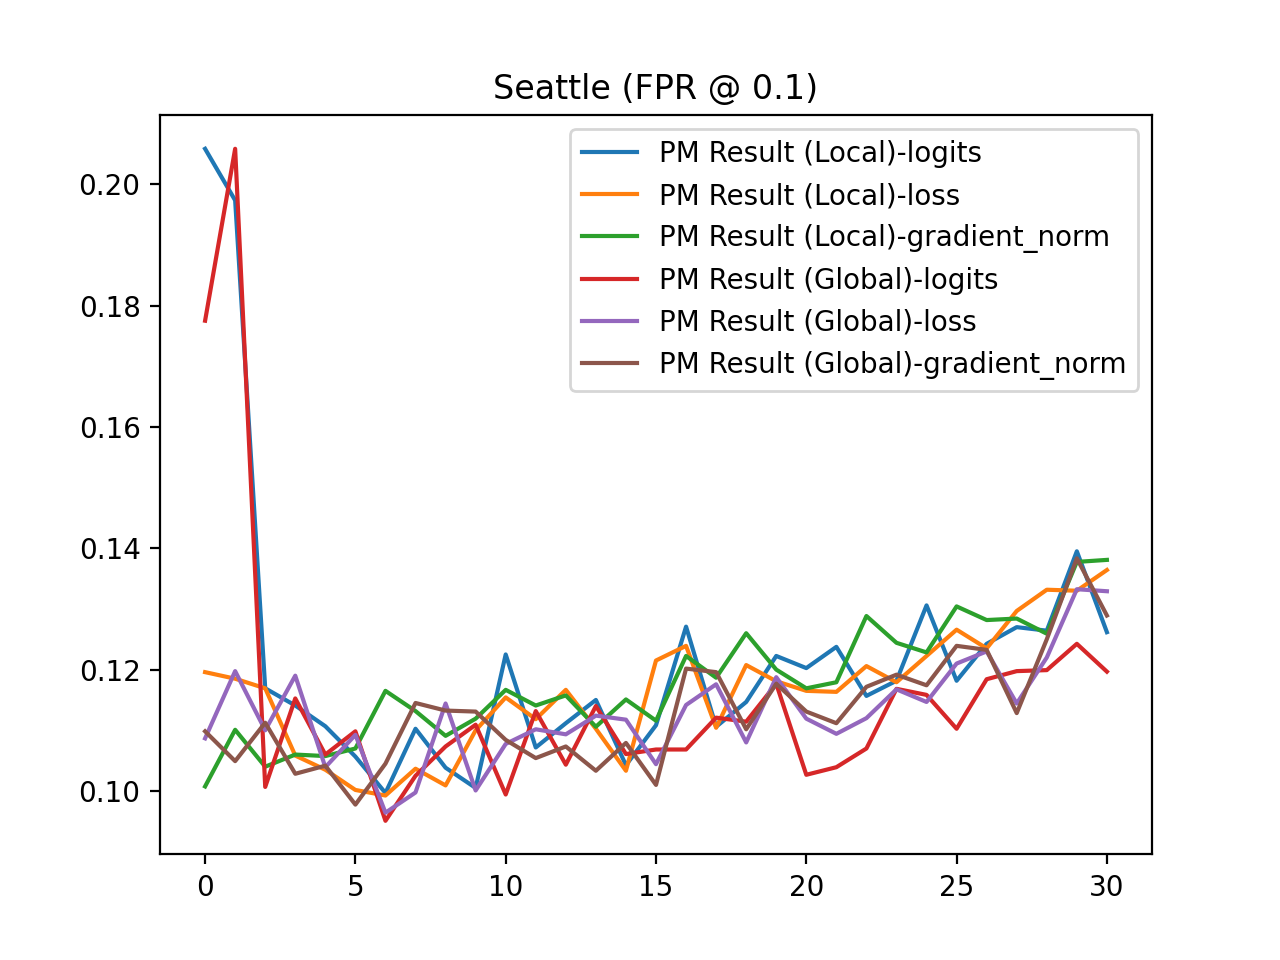 Seattle (FPR @ 0.1)
PM Result (Local)-logits
PM Result (Local)-loss
PM Result (Local)-gradient_norm
PM Result (Global)-logits
PM Result (Global)-loss
PM Result (Global)-gradient_norm
0.20
0.18
0.16
0.14
0.12
0.10
0 5 10 15 20 25 30